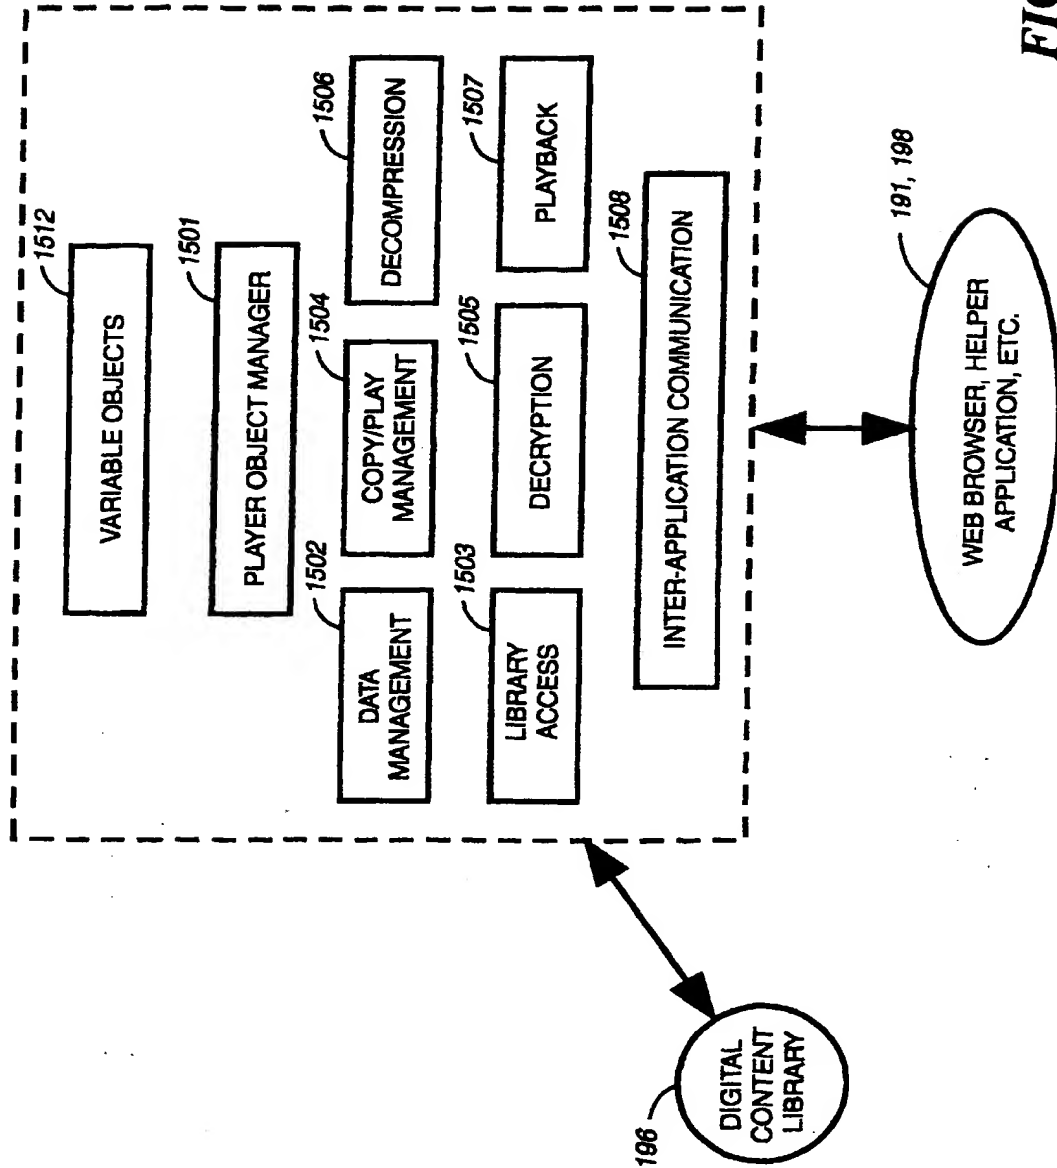 1512
VARIABLE OBJECTS
1501
PLAYER OBJECT MANAGER
1502
DATA
MANAGEMENT
1504
COPY/PLAY
MANAGEMENT
1506
DECOMPRESSION
1503
LIBRARY
ACCESS
1505
DECRYPTION
1507
PLAYBACK
1508
INTER-APPLICATION COMMUNICATION
196
DIGITAL
CONTENT
LIBRARY
191, 198
WEB BROWSER, HELPER
APPLICATION, ETC.